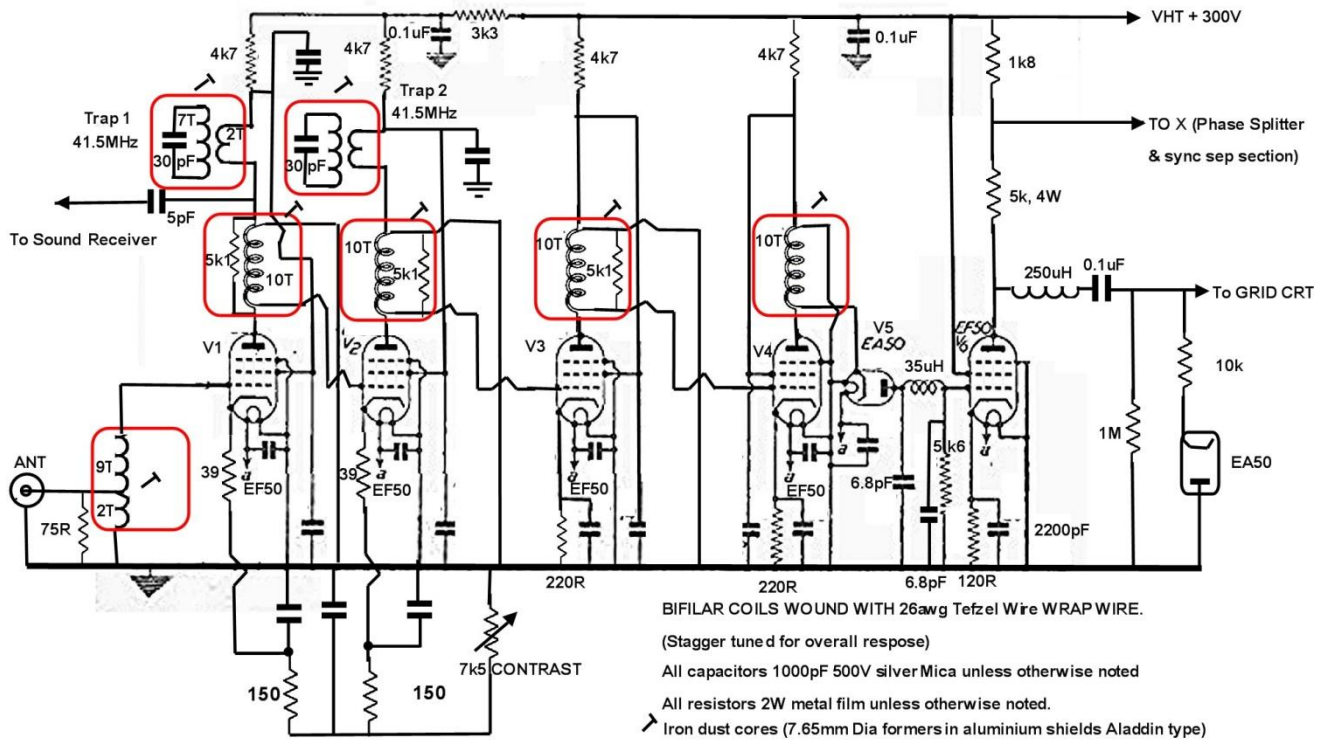 VHT + 300V
0.1uF
3k3
0.1uF
4k7
4k7
4k7
4k7
1k8
Trap 1
41.5MHz
7T
2T
30 pF
Trap 2
41.5MHz
30 pF
TO X (Phase Splitter
& sync sep section)
5pF
To Sound Receiver
5k, 4W
10T
5k1
10T
5k1
10T
5k1
10T
250uH
0.1uF
To GRID CRT
V1
V2
V3
V4
V5
EA50
EF50
V6
35uH
10k
ANT
9T
2T
75R
39
a
EF50
39
a
EF50
a
EF50
a
a
5k6
6.8pF
1M
EA50
2200pF
220R
220R
6.8pF
120R
7k5 CONTRAST
150
150
BIFILAR COILS WOUND WITH 26awg Tefzel Wire WRAP WIRE.
(Stagger tuned for overall respose)
All capacitors 1000pF 500V silver Mica unless otherwise noted
All resistors 2W metal film unless otherwise noted.
Iron dust cores (7.65mm Dia formers in aluminium shields Aladdin type)